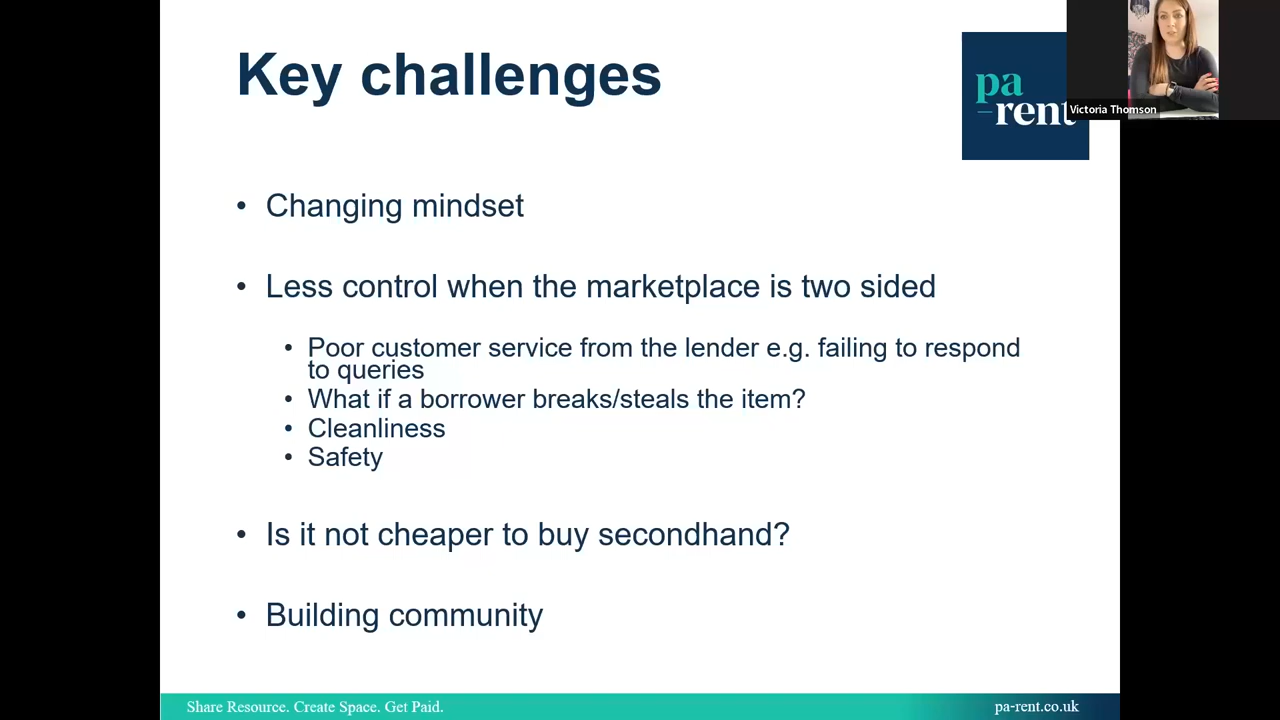 Key challenges
pa
–rent
Victoria Thomson
• Changing mindset
• Less control when the marketplace is two sided
• Poor customer service from the lender e.g. failing to respond
to queries
• What if a borrower breaks/steals the item?
• Cleanliness
• Safety
• Is it not cheaper to buy secondhand?
• Building community
Share Resource. Create Space. Get Paid.
pa-rent.co.uk